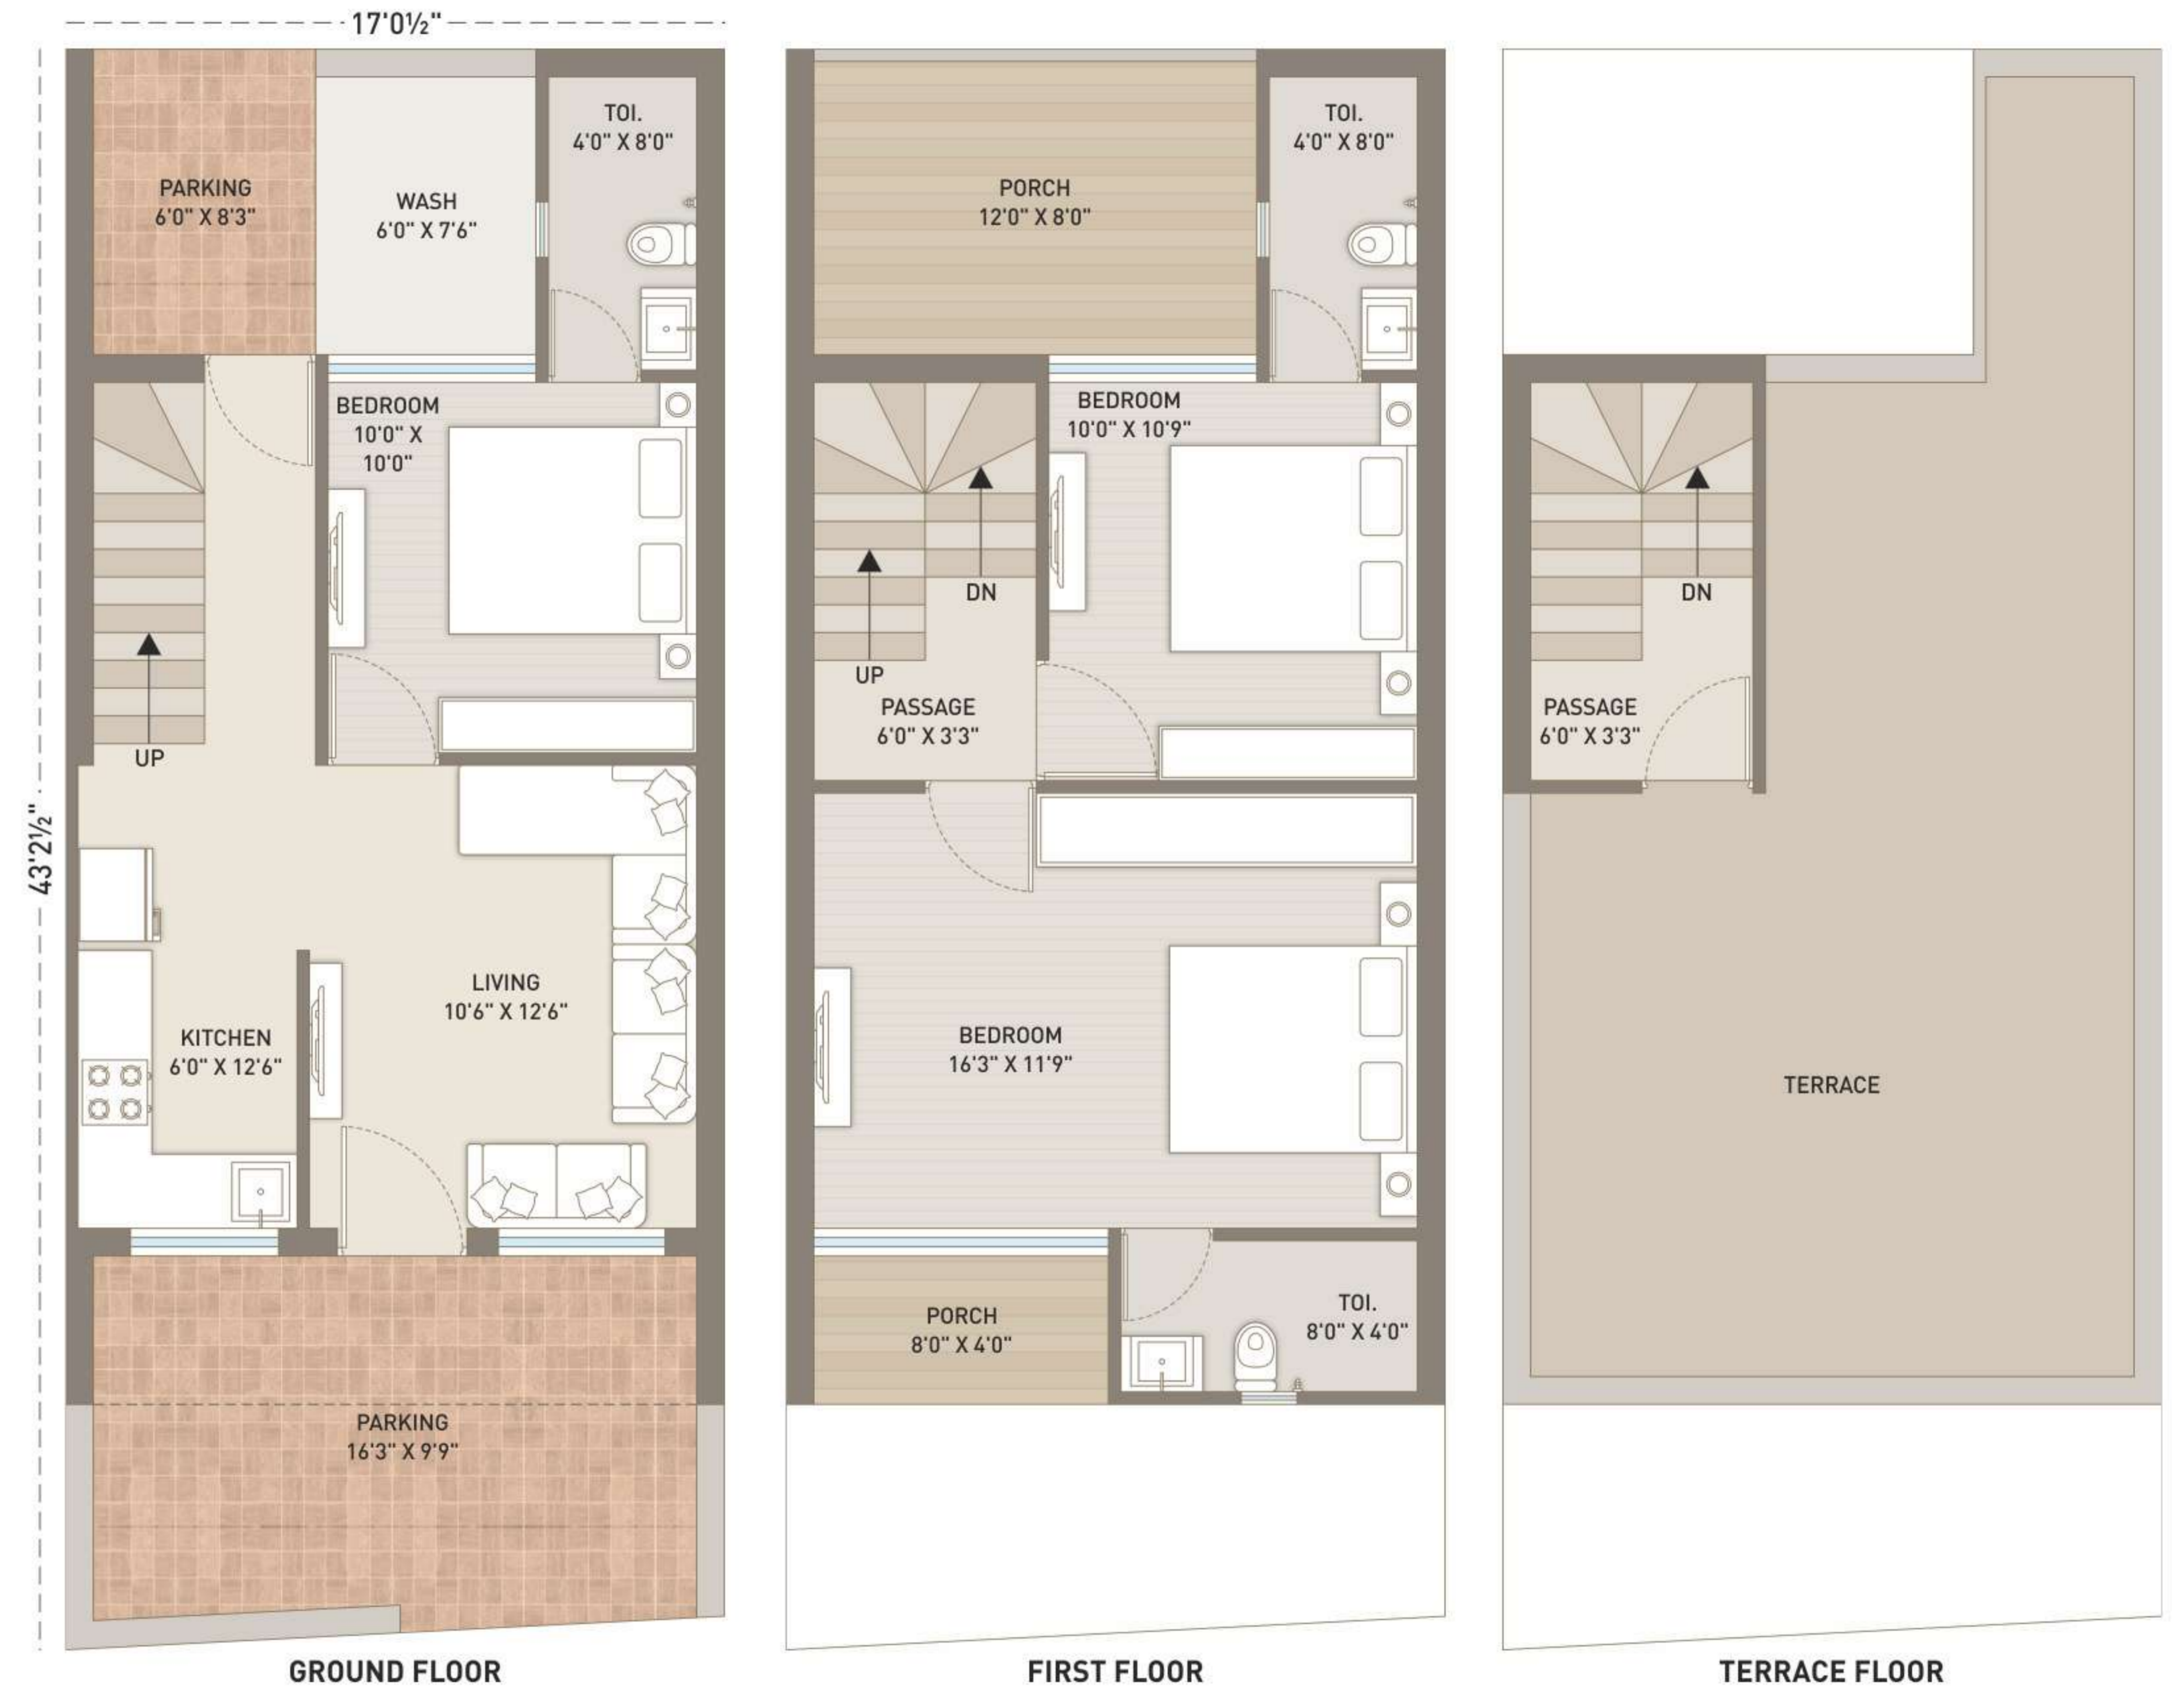 17'0½"
43'2½"
PARKING
6'0" X 8'3"
WASH
6'0" X 7'6"
TOI.
4'0" X 8'0"
BEDROOM
10'0" X
10'0"
UP
LIVING
10'6" X 12'6"
KITCHEN
6'0" X 12'6"
PARKING
16'3" X 9'9"
GROUND FLOOR
PORCH
12'0" X 8'0"
TOI.
4'0" X 8'0"
BEDROOM
10'0" X 10'9"
DN
UP
PASSAGE
6'0" X 3'3"
BEDROOM
16'3" X 11'9"
PORCH
8'0" X 4'0"
TOI.
8'0" X 4'0"
FIRST FLOOR
DN
PASSAGE
6'0" X 3'3"
TERRACE
TERRACE FLOOR